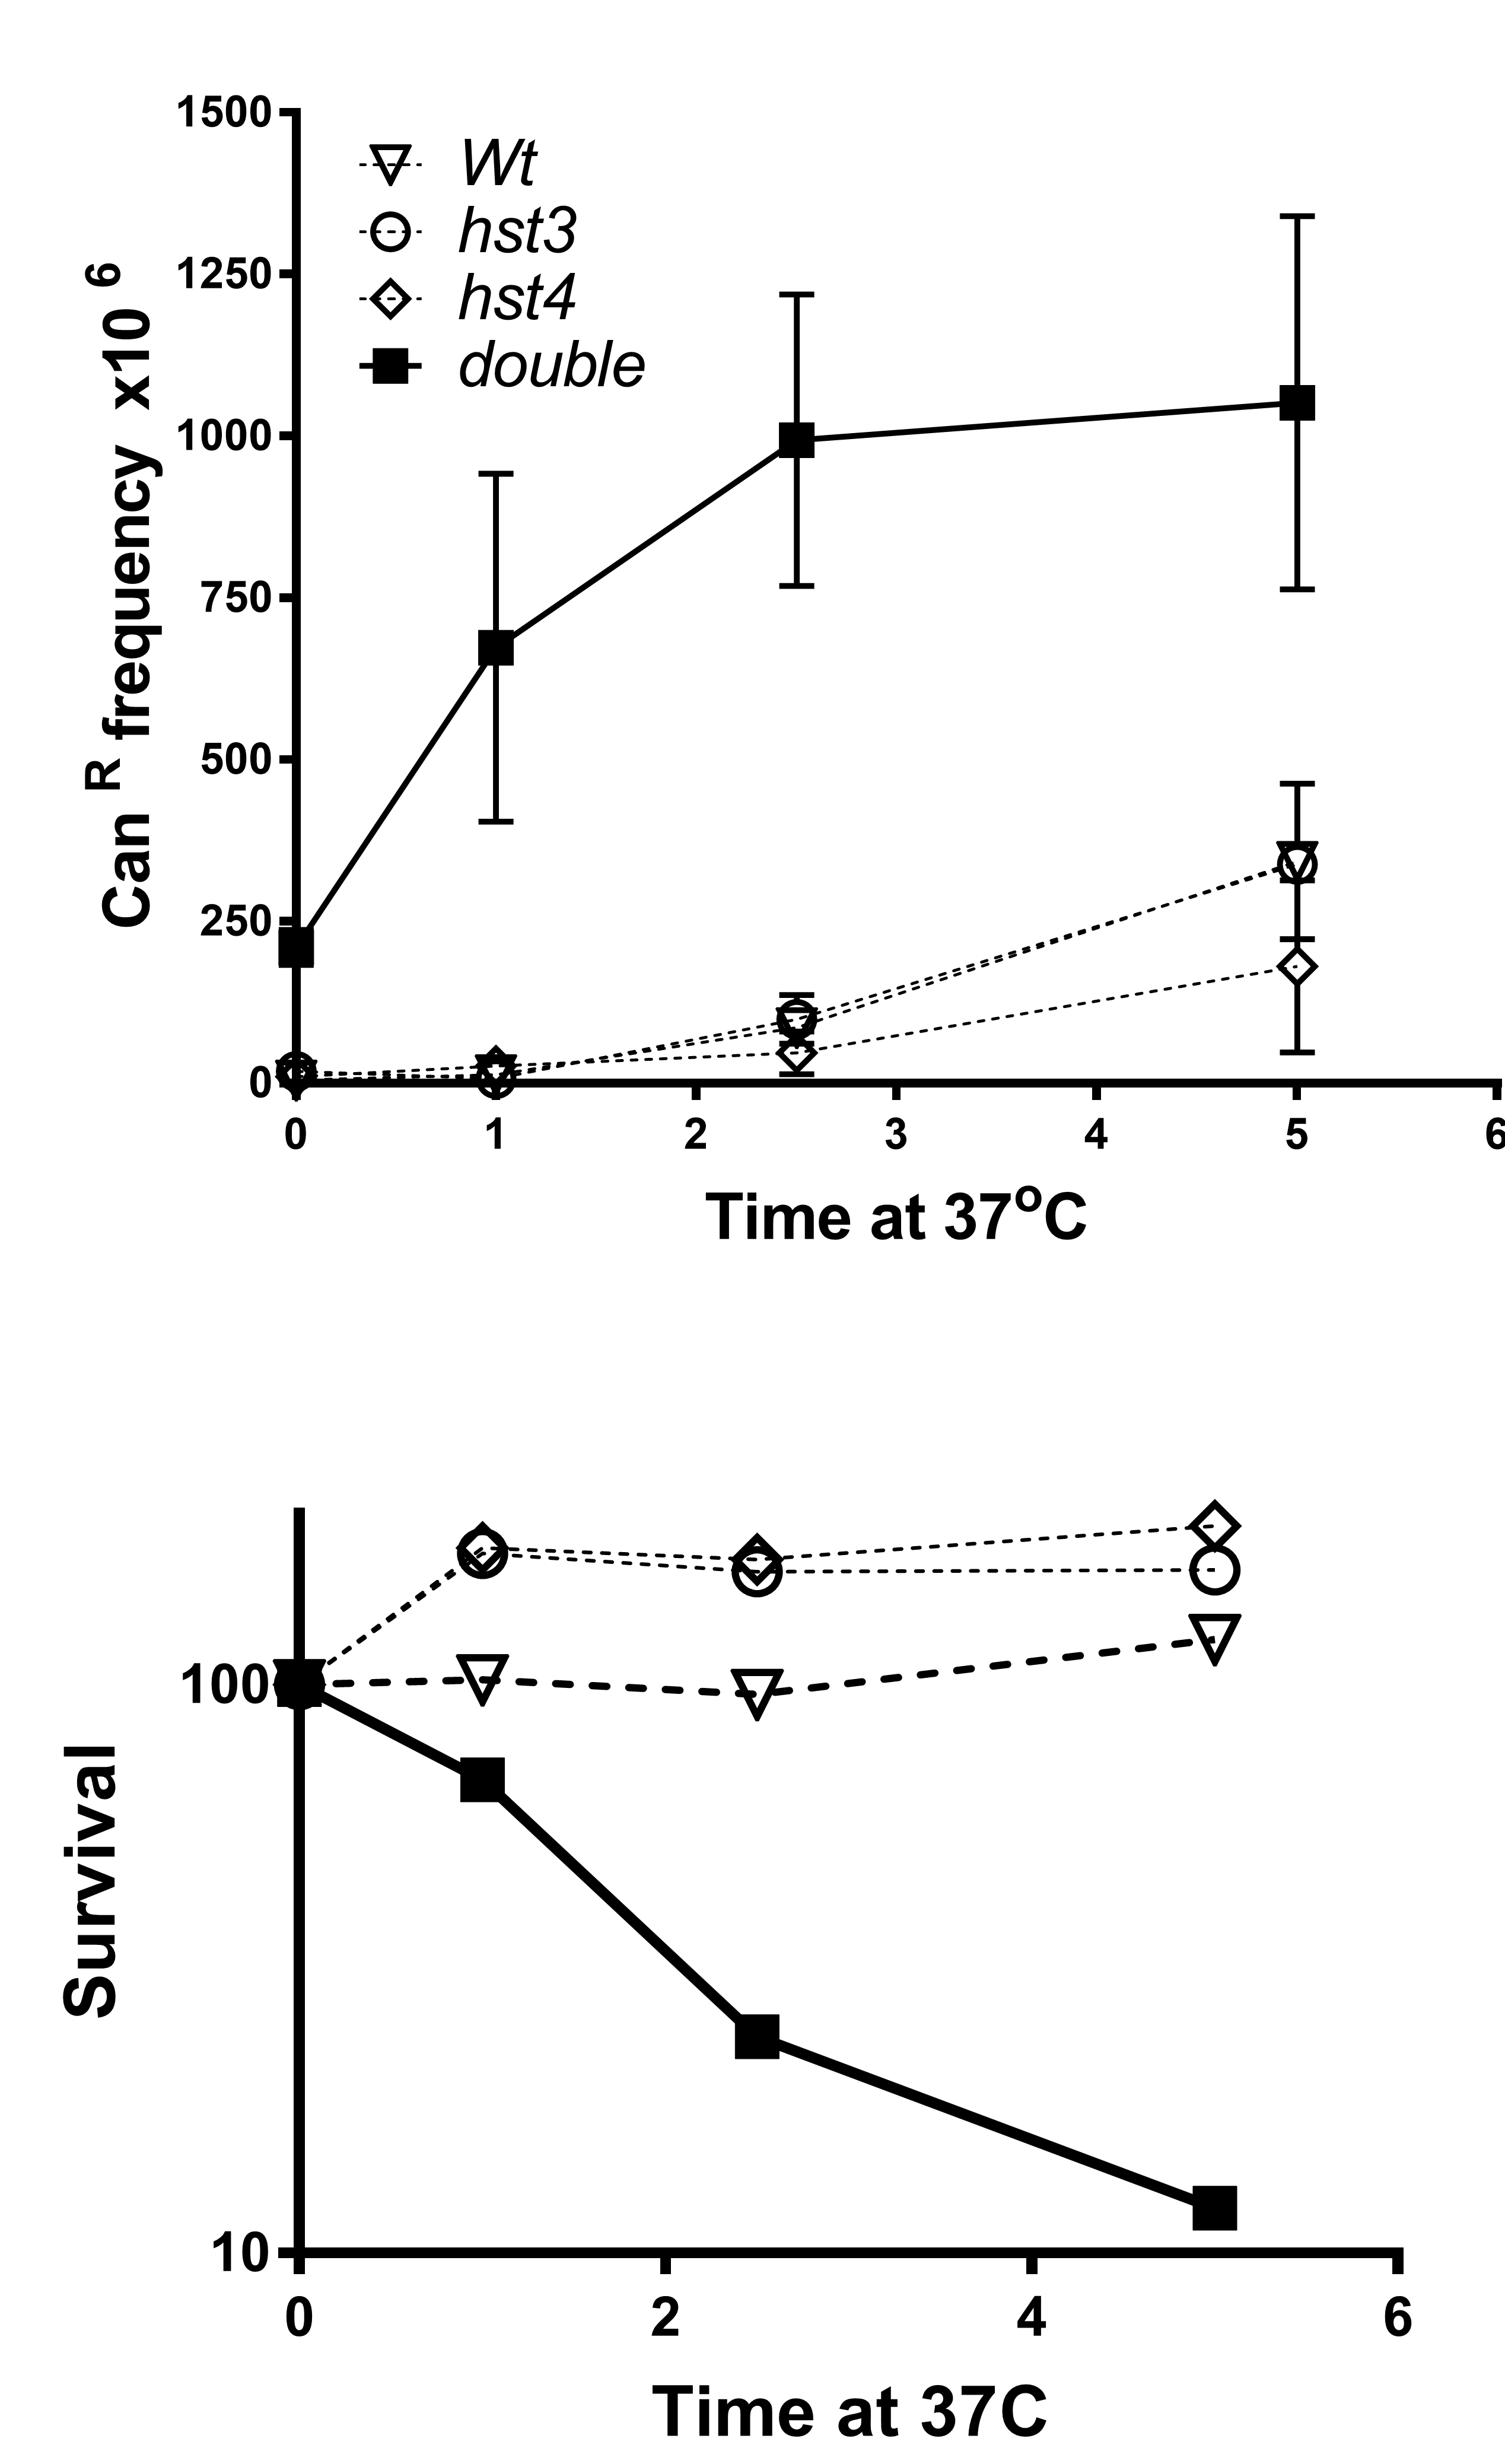 1500
1250
1000
750
500
250
0
Can R frequency x10 6
Wt
hst3
hst4
double
0 1 2 3 4 5 6
Time at 37oC
100
10
Survival
0 2 4 6
Time at 37C